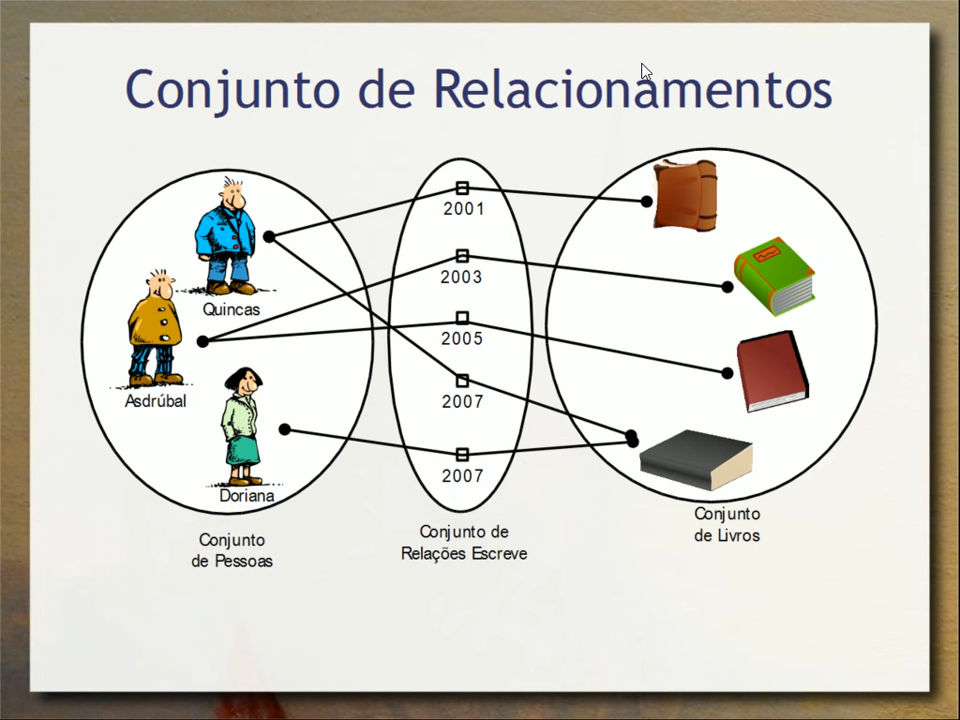 Conjunto de Relacionamentos
2001
2003
Quincas
2005
Asdrúbal
2007
2007
Doriana
Conjunto
de Pessoas
Conjunto de
Relações Escreve
Conjunto
de Livros